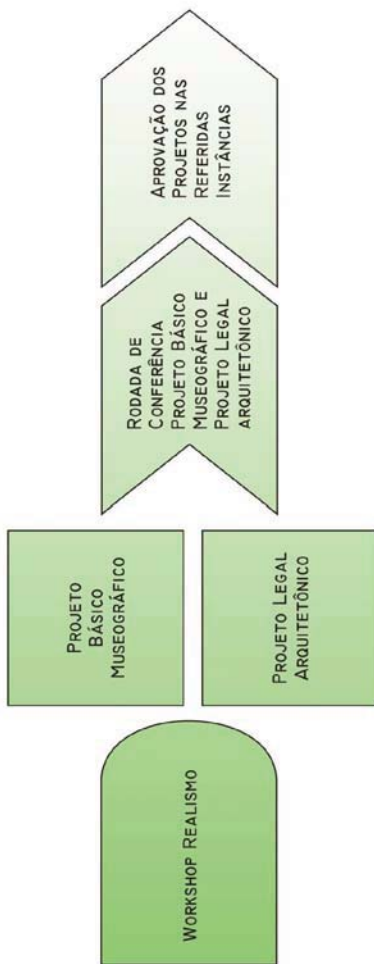 WORKSHOP REALISMO
PROJETO
BÁSICO
MUSEOGRÁFICO
PROJETO LEGAL
ARQUITETÔNICO
RODADA DE
CONFERÊNCIA
PROJETO BÁSICO
MUSEOGRÁFICO E
PROJETO LEGAL
ARQUITETÔNICO
APROVAÇÃO DOS
PROJETOS NAS
REFERIDAS
INSTÂNCIAS